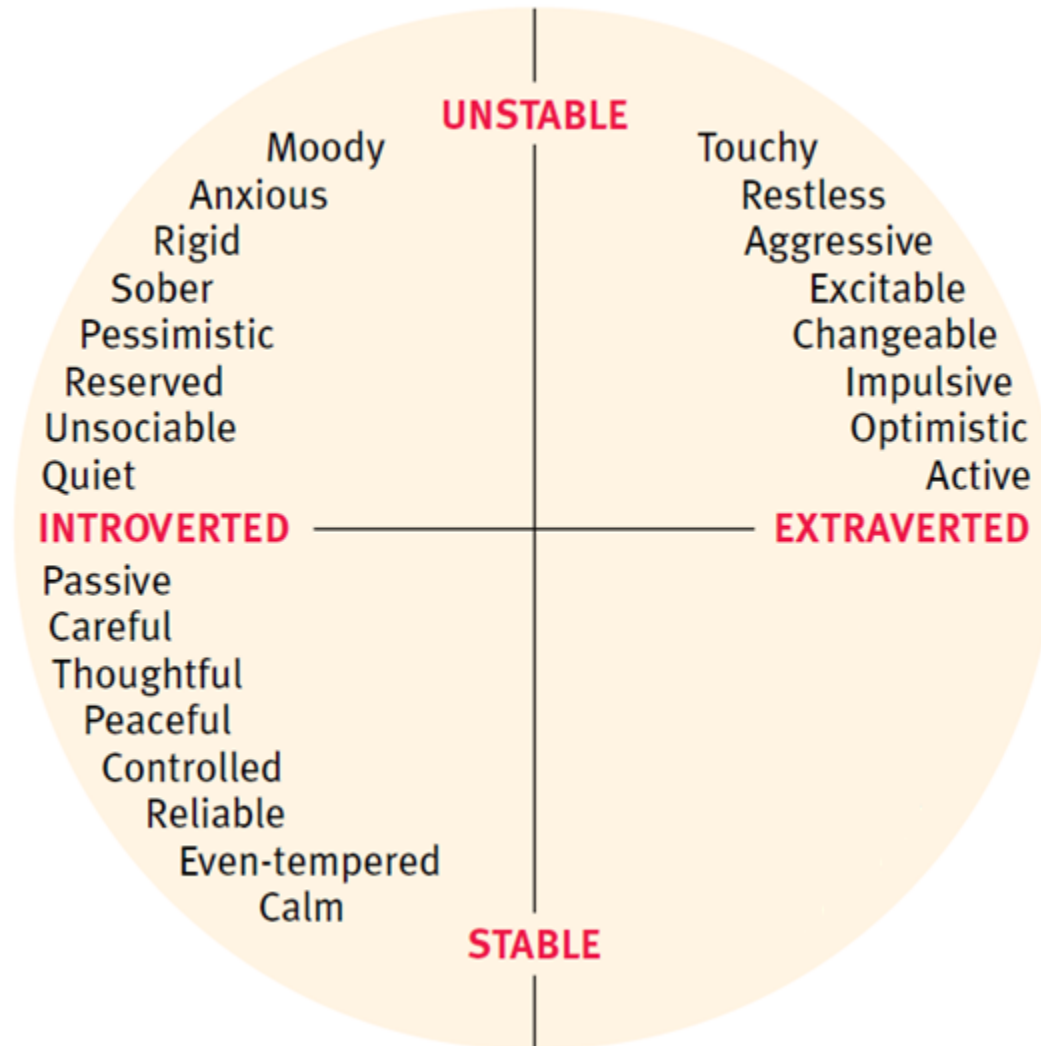 UNSTABLE
Moody
Anxious
Rigid
Sober
Pessimistic
Reserved
Unsociable
Quiet
Touchy
Restless
Aggressive
Excitable
Changeable
Impulsive
Optimistic
Active
INTROVERTED
EXTRAVERTED
Passive
Careful
Thoughtful
Peaceful
Controlled
Reliable
Even-tempered
Calm
STABLE